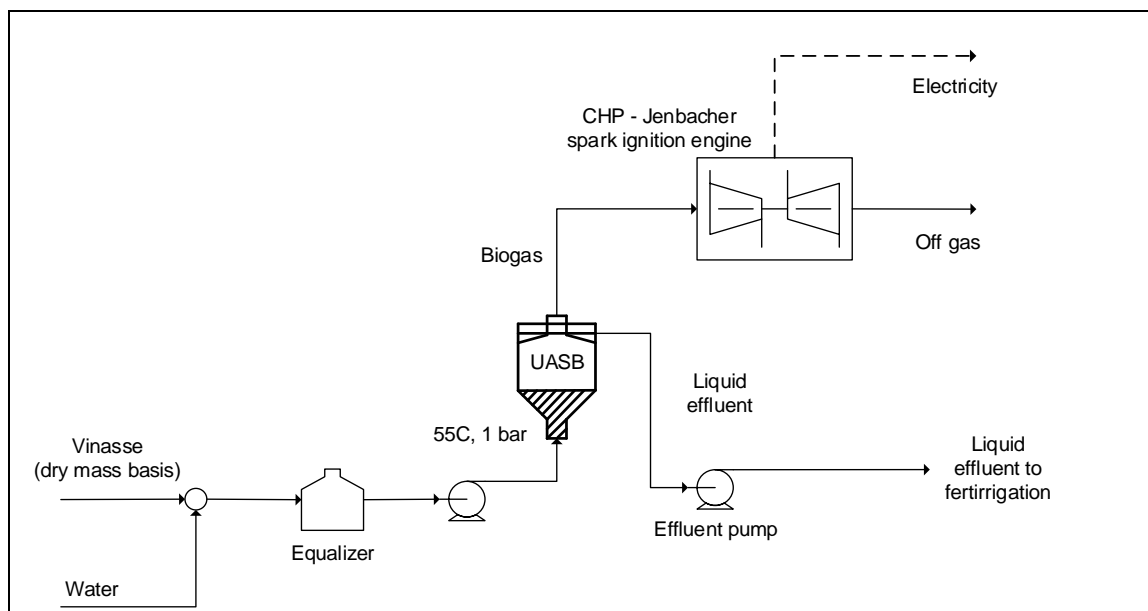 Electricity
CHP - Jenbacher
spark ignition engine
Off gas
Biogas
UASB
Liquid
effluent
55C, 1 bar
Vinasse
(dry mass basis)
Liquid
effluent to
fertirrigation
Effluent pump
Equalizer
Water